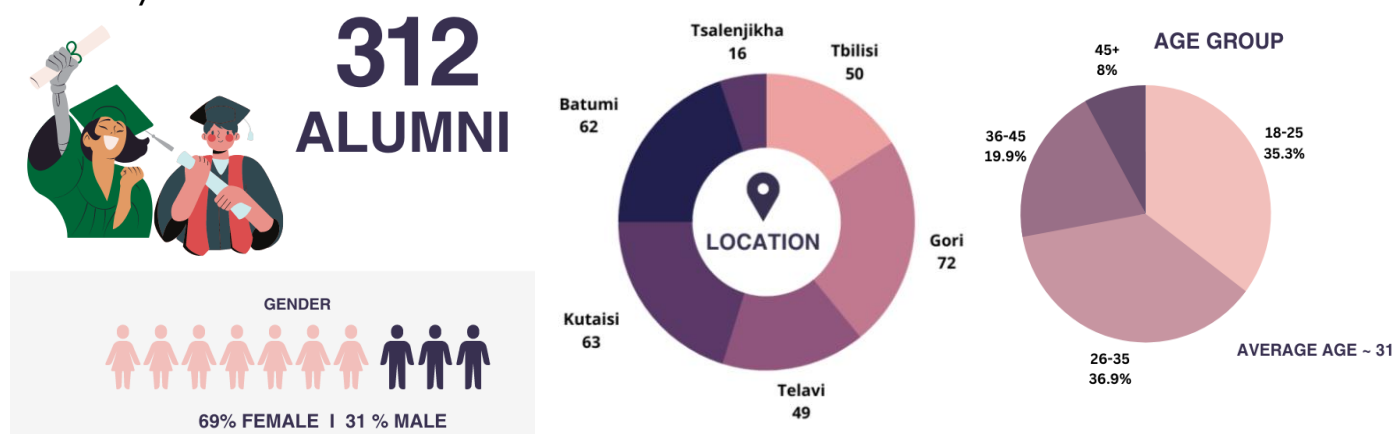 312
ALUMNI
GENDER
69% FEMALE I 31 % MALE
Tsalenjikha
16
Tbilisi
50
Batumi
62
Gori
72
Kutaisi
63
Telavi
49
LOCATION
AGE GROUP
45+
8%
18-25
35.3%
36-45
19.9%
26-35
36.9%
AVERAGE AGE ~ 31